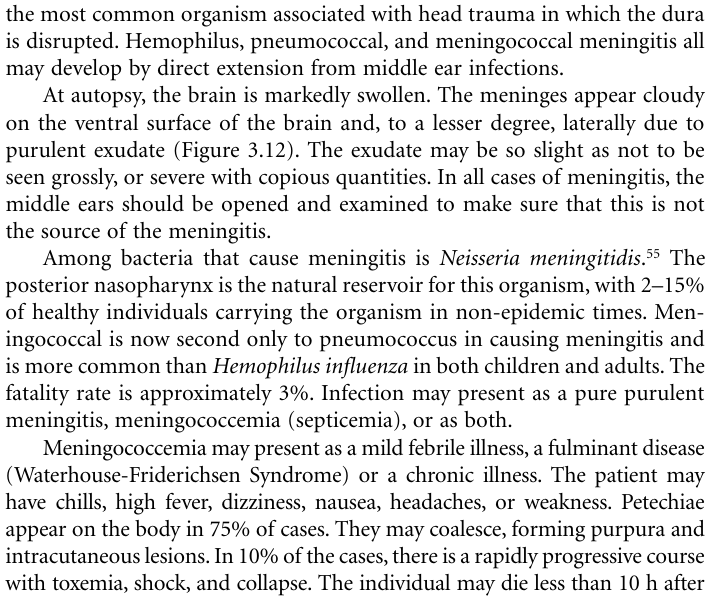 the most common organism associated with head trauma in which the dura
is disrupted. Hemophilus, pneumococcal, and meningococcal meningitis all
may develop by direct extension from middle ear infections.
At autopsy, the brain is markedly swollen. The meninges appear cloudy
on the ventral surface of the brain and, to a lesser degree, laterally due to
purulent exudate (Figure 3.12). The exudate may be so slight as not to be
seen grossly, or severe with copious quantities. In all cases of meningitis, the
middle ears should be opened and examined to make sure that this is not
the source of the meningitis.
Among bacteria that cause meningitis is Neisseria meningitidis.55 The
posterior nasopharynx is the natural reservoir for this organism, with 2–15%
of healthy individuals carrying the organism in non-epidemic times. Men-
ingococcal is now second only to pneumococcus in causing meningitis and
is more common than Hemophilus influenza in both children and adults. The
fatality rate is approximately 3%. Infection may present as a pure purulent
meningitis, meningococcemia (septicemia), or as both.
Meningococcemia may present as a mild febrile illness, a fulminant disease
(Waterhouse-Friderichsen Syndrome) or a chronic illness. The patient may
have chills, high fever, dizziness, nausea, headaches, or weakness. Petechiae
appear on the body in 75% of cases. They may coalesce, forming purpura and
intracutaneous lesions. In 10% of the cases, there is a rapidly progressive course
with toxemia, shock, and collapse. The individual may die less than 10 h after